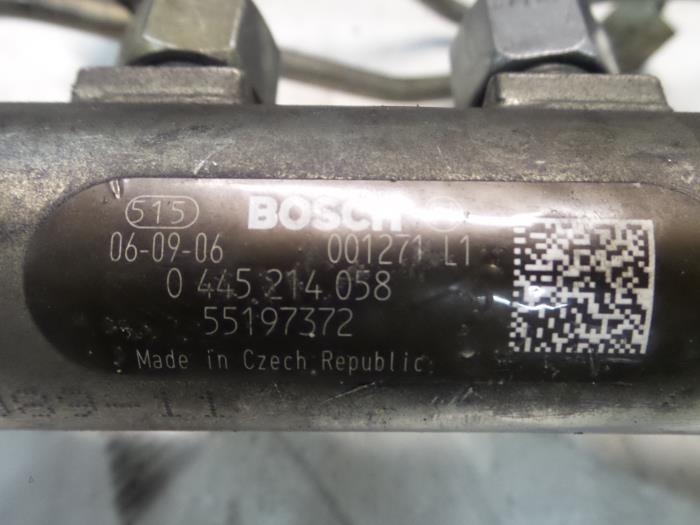 515 BOSCH
06-09-06 001271 L1
0 445 214 058
55197372
Made in Czech Republic